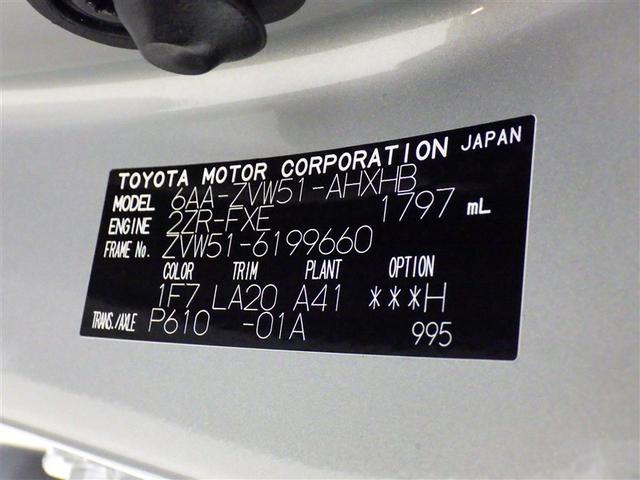 TOYOTA MOTOR CORPORATION JAPAN
MODEL 6AA-ZVW51-AHXHB
ENGINE 2ZR-FXE 1797 mL
FRAME No. ZVW51-6199660
COLOR TRIM PLANT OPTION
1F7 LA20 A41 ***H
TRANS./AXLE P610 -01A 995